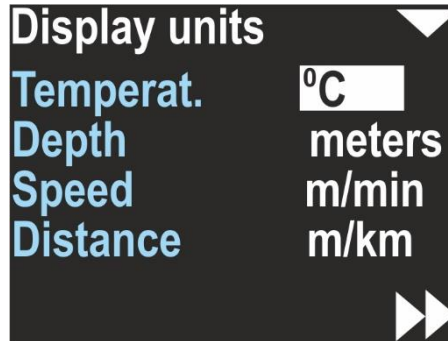 Display units
Temperat. ⁰C
Depth meters
Speed m/min
Distance m/km